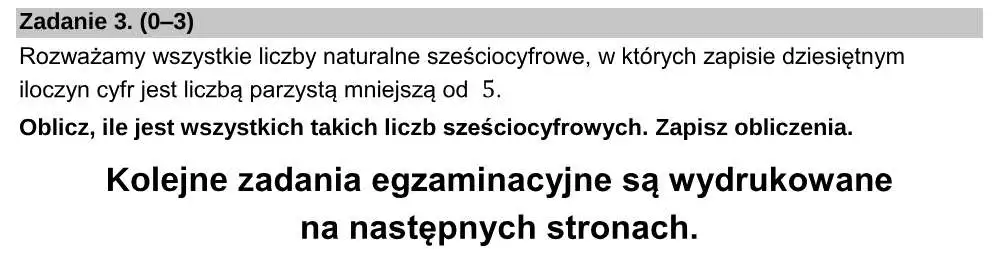 Zadanie 3. (0–3)
Rozważamy wszystkie liczby naturalne sześciocyfrowe, w których zapisie dziesiętnym
iloczyn cyfr jest liczbą parzystą mniejszą od 5.
Oblicz, ile jest wszystkich takich liczb sześciocyfrowych. Zapisz obliczenia.
Kolejne zadania egzaminacyjne są wydrukowane
na następnych stronach.